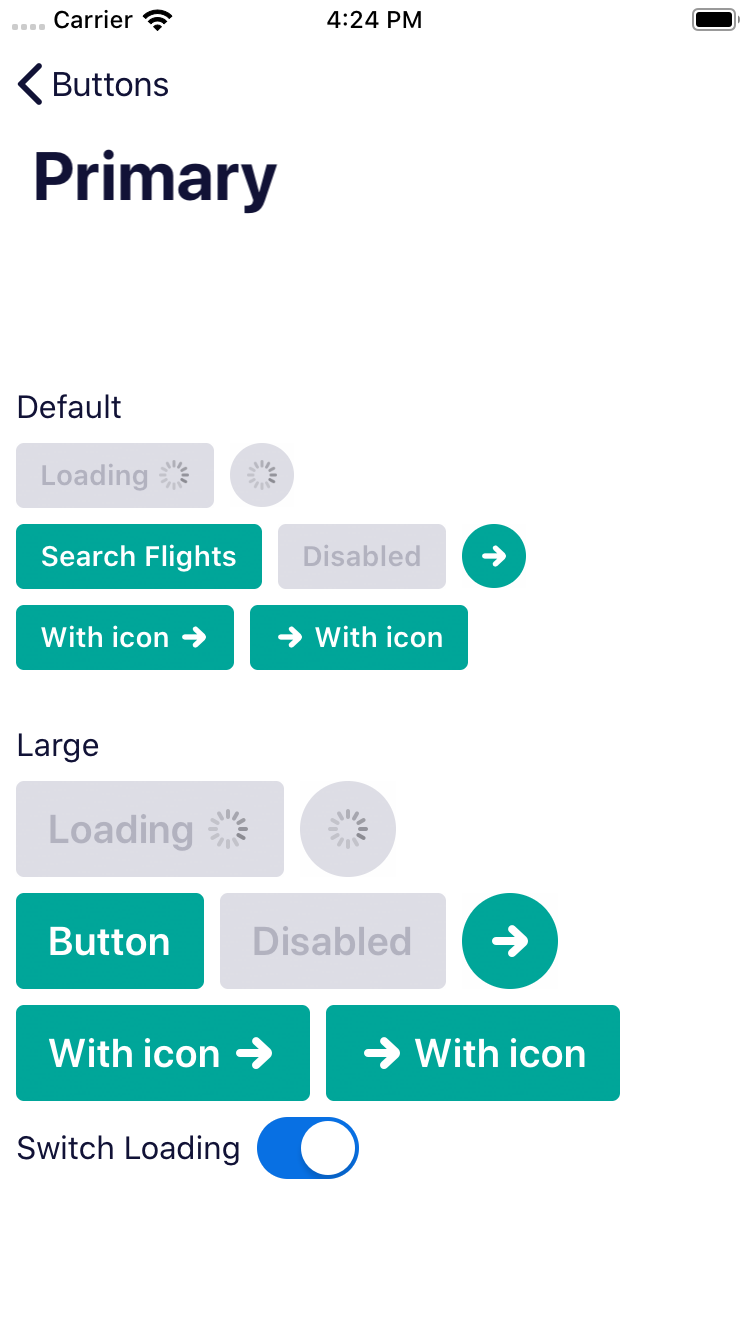 Carrier 4:24 PM
Buttons
Primary
Default
Loading
Search Flights Disabled
With icon With icon
Large
Loading
Button Disabled
With icon With icon
Switch Loading